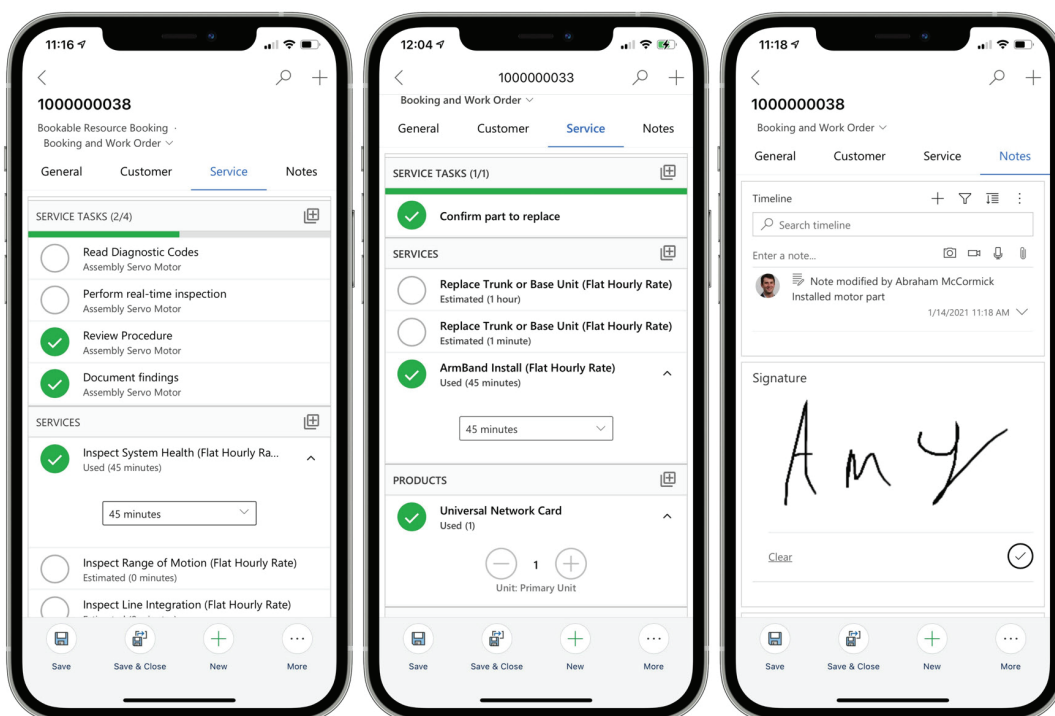 11:16
1000000038
Bookable Resource Booking ·
Booking and Work Order
General Customer Service Notes
SERVICE TASKS (2/4)
Read Diagnostic Codes
Assembly Servo Motor
Perform real-time inspection
Assembly Servo Motor
Review Procedure
Assembly Servo Motor
Document findings
Assembly Servo Motor
SERVICES
Inspect System Health (Flat Hourly Ra...
Used (45 minutes)
45 minutes
Inspect Range of Motion (Flat Hourly Rate)
Estimated (0 minutes)
Inspect Line Integration (Flat Hourly Rate)
Save Save & Close New More
12:04
1000000033
Booking and Work Order
General Customer Service Notes
SERVICE TASKS (1/1)
Confirm part to replace
SERVICES
Replace Trunk or Base Unit (Flat Hourly Rate)
Estimated (1 hour)
Replace Trunk or Base Unit (Flat Hourly Rate)
Estimated (1 minute)
ArmBand Install (Flat Hourly Rate)
Used (45 minutes)
45 minutes
PRODUCTS
Universal Network Card
Used (1)
1
Unit: Primary Unit
Save Save & Close New More
11:18
1000000038
Booking and Work Order
General Customer Service Notes
Timeline
Search timeline
Enter a note...
Note modified by Abraham McCormick
Installed motor part
1/14/2021 11:18 AM
Signature
Amy
Clear
Save Save & Close New More